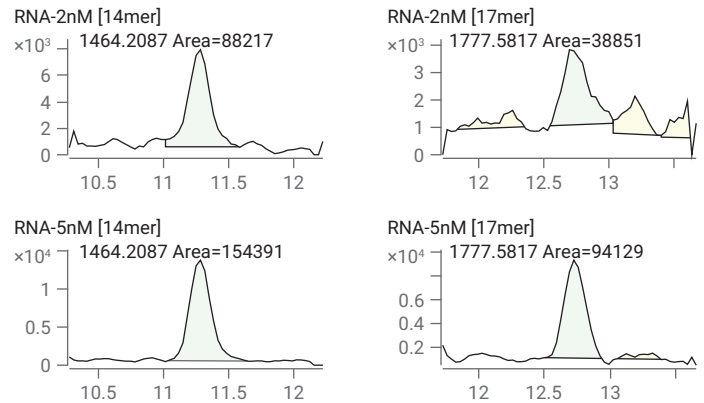 RNA-2nM [14mer]
×10³ 1464.2087 Area=88217
6
4
2
0
10.5 11 11.5 12
RNA-2nM [17mer]
×10³ 1777.5817 Area=38851
3
2
1
0
12 12.5 13
RNA-5nM [14mer]
×10⁴ 1464.2087 Area=154391
1
0.5
0
10.5 11 11.5 12
RNA-5nM [17mer]
×10⁴ 1777.5817 Area=94129
0.6
0.4
0.2
12 12.5 13